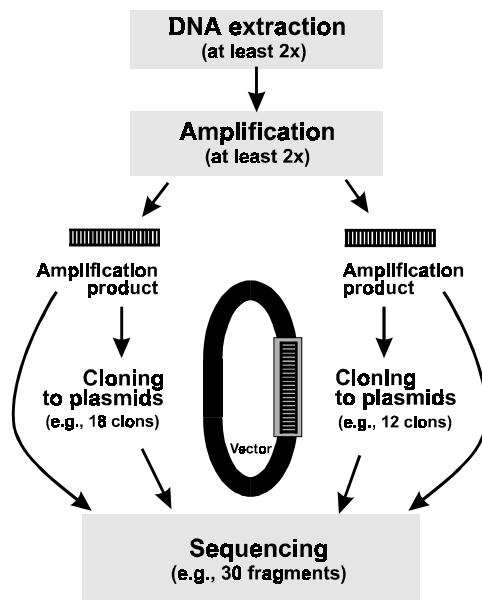 DNA extraction
(at least 2x)
Amplification
(at least 2x)
Amplification
product
Amplification
product
Cloning
to plasmids
(e.g., 18 clons)
Cloning
to plasmids
(e.g., 12 clons)
Vector
Sequencing
(e.g., 30 fragments)